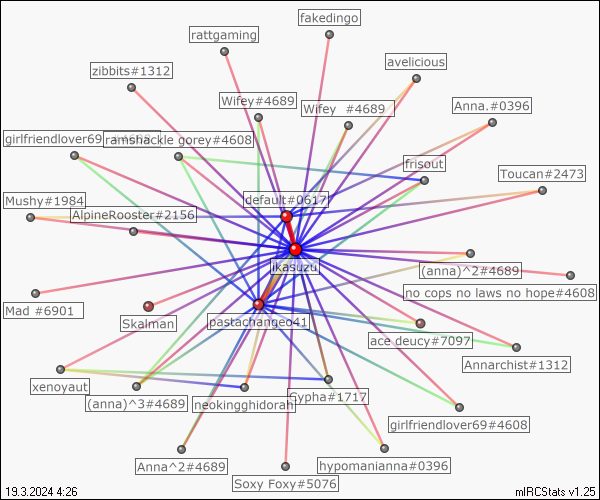 fakedingo
rattgaming
avelicious
zibbits#1312
Wifey#4689
Wifey  #4689
Anna.#0396
girlfriendlover69
ramshackle gorey#4608
frisout
Toucan#2473
Mushy#1984
default#0617
AlpineRooster#2156
ikasuzu
(anna)^2#4689
no cops no laws no hope#4608
Mad #6901
Skalman
pastachangeo41
ace deucy#7097
Annarchist#1312
xenoyaut
(anna)^3#4689
neokingghidorah
Cypha#1717
girlfriendlover69#4608
Anna^2#4689
hypomanianna#0396
Soxy Foxy#5076
19.3.2024 4:26
mIRCStats v1.25